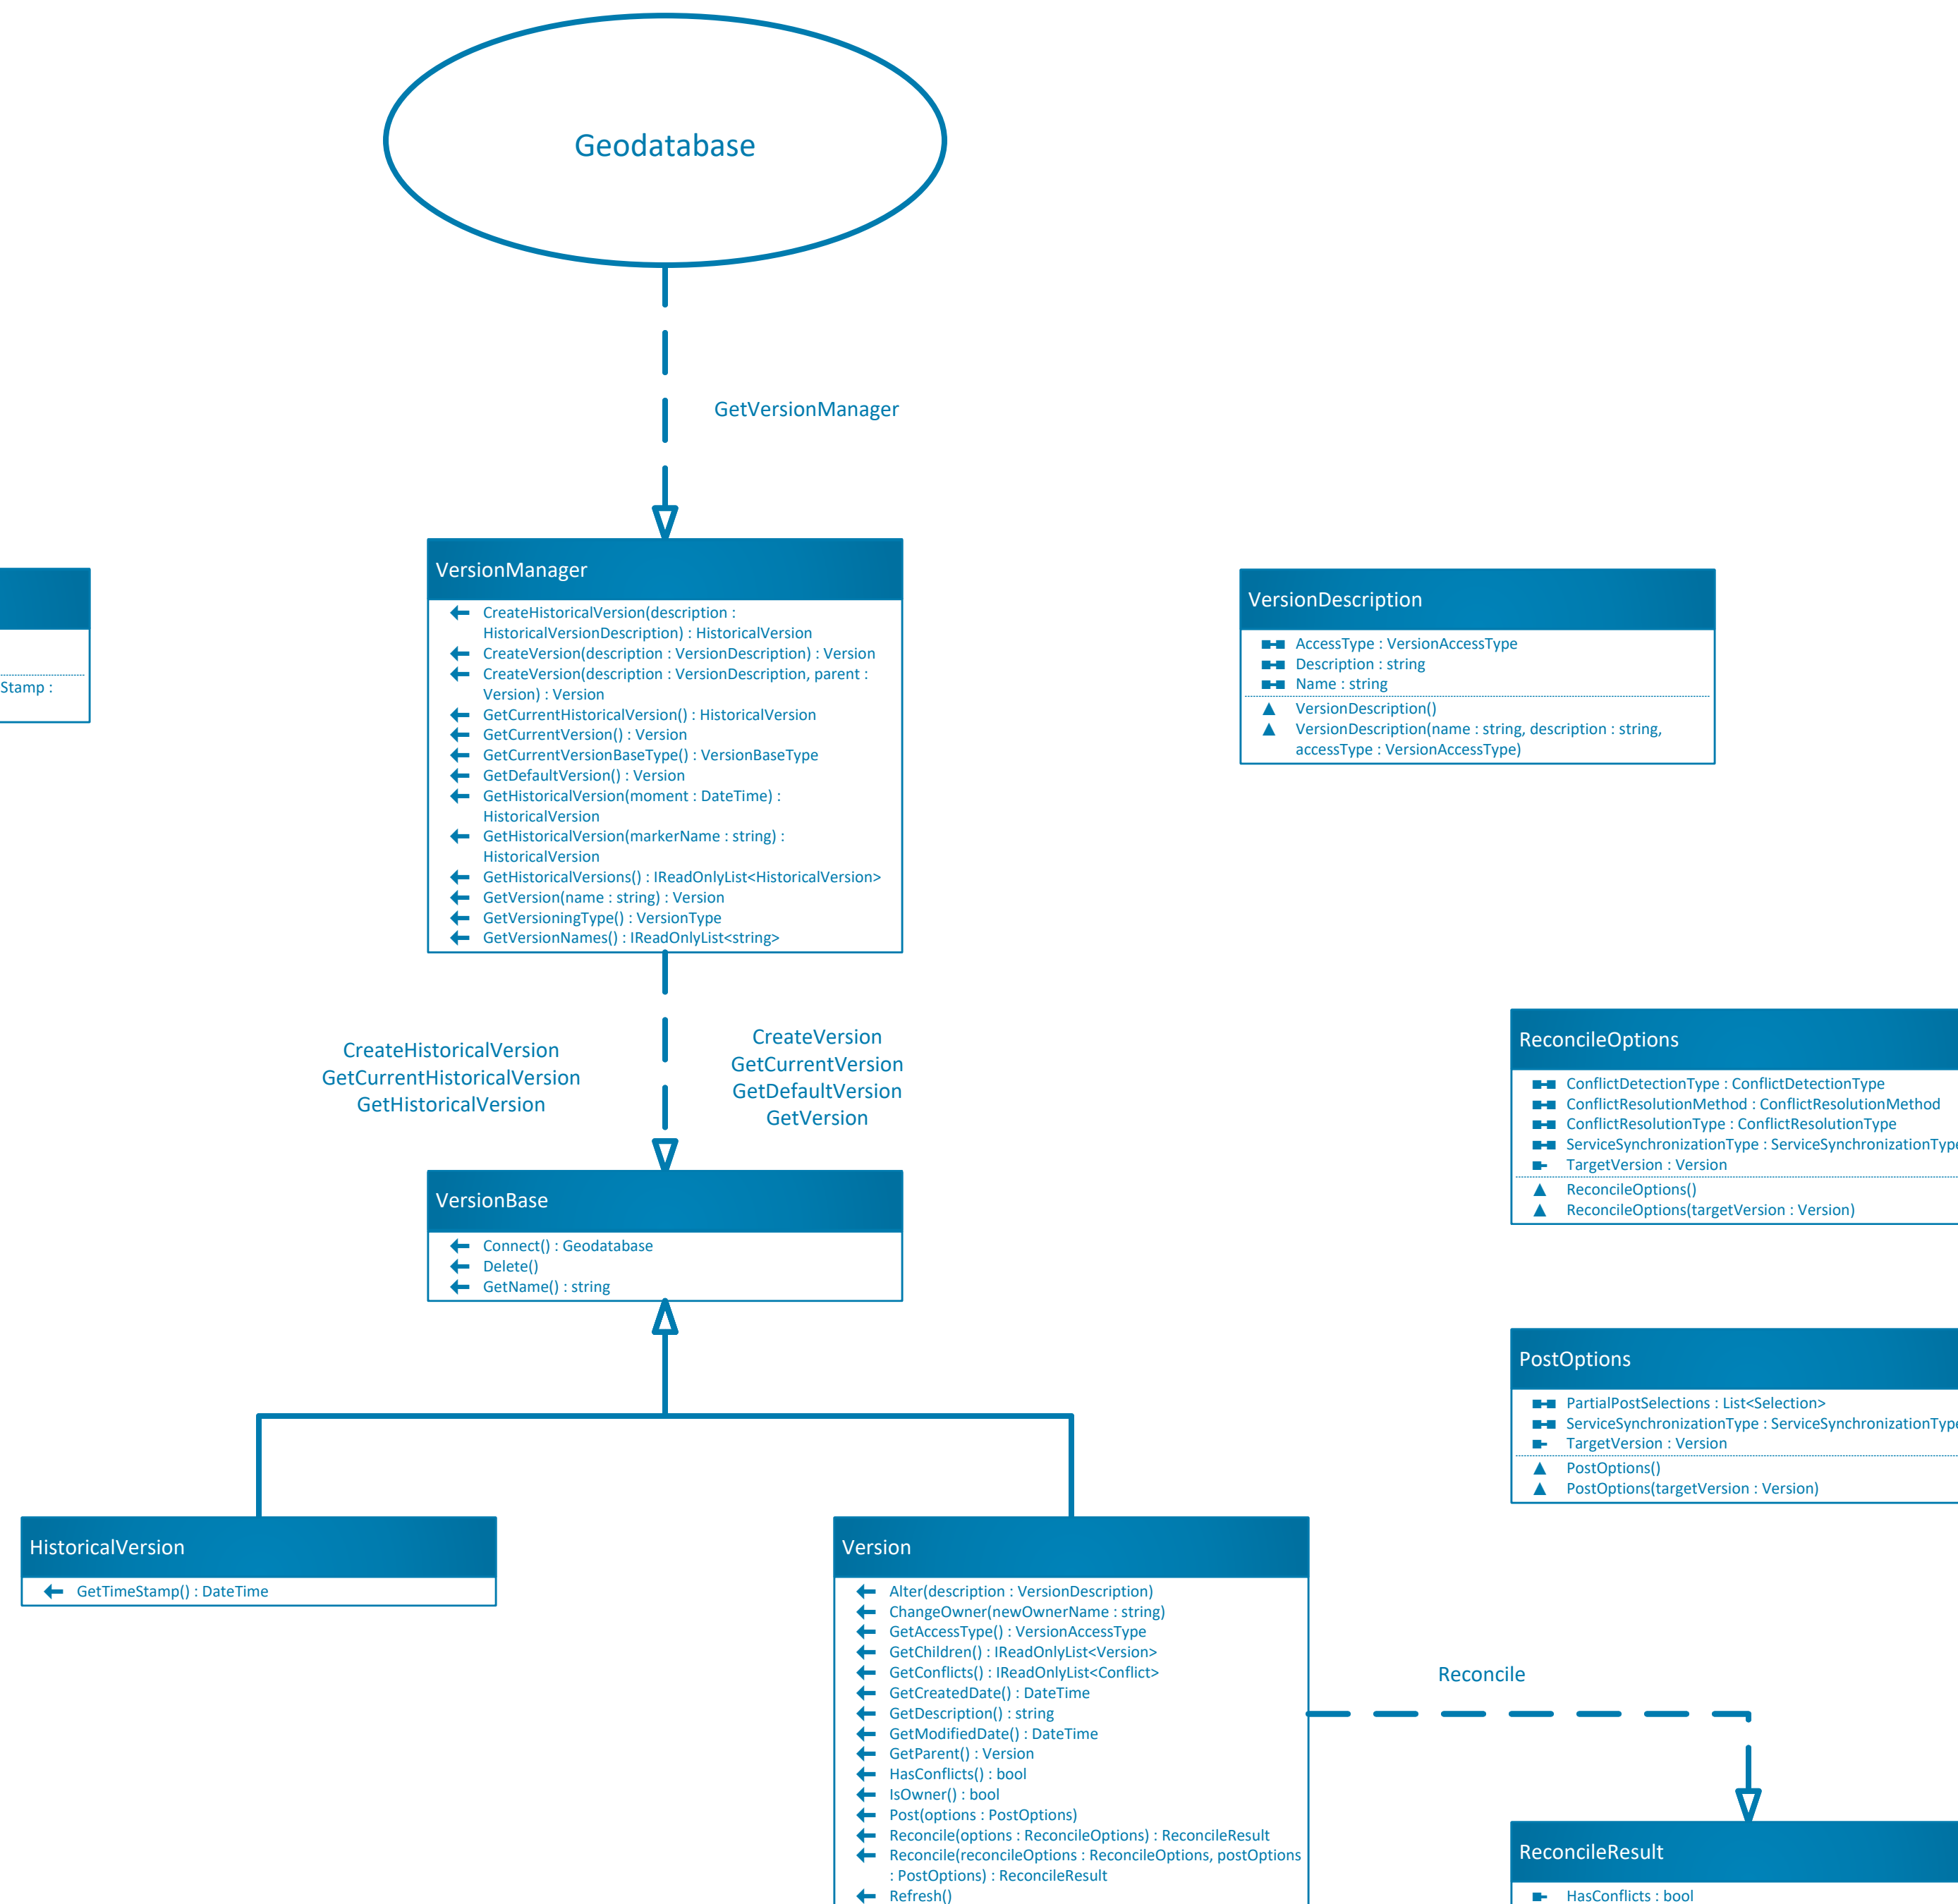 Geodatabase
GetVersionManager
VersionManager
CreateHistoricalVersion(description :
HistoricalVersionDescription) : HistoricalVersion
CreateVersion(description : VersionDescription) : Version
CreateVersion(description : VersionDescription, parent :
Version) : Version
GetCurrentHistoricalVersion() : HistoricalVersion
GetCurrentVersion() : Version
GetCurrentVersionBaseType() : VersionBaseType
GetDefaultVersion() : Version
GetHistoricalVersion(moment : DateTime) :
HistoricalVersion
GetHistoricalVersion(markerName : string) :
HistoricalVersion
GetHistoricalVersions() : IReadOnlyList<HistoricalVersion>
GetVersion(name : string) : Version
GetVersioningType() : VersionType
GetVersionNames() : IReadOnlyList<string>
Stamp :
VersionDescription
AccessType : VersionAccessType
Description : string
Name : string
VersionDescription()
VersionDescription(name : string, description : string,
accessType : VersionAccessType)
CreateHistoricalVersion
GetCurrentHistoricalVersion
GetHistoricalVersion
CreateVersion
GetCurrentVersion
GetDefaultVersion
GetVersion
ReconcileOptions
ConflictDetectionType : ConflictDetectionType
ConflictResolutionMethod : ConflictResolutionMethod
ConflictResolutionType : ConflictResolutionType
ServiceSynchronizationType : ServiceSynchronizationType
TargetVersion : Version
ReconcileOptions()
ReconcileOptions(targetVersion : Version)
VersionBase
Connect() : Geodatabase
Delete()
GetName() : string
PostOptions
PartialPostSelections : List<Selection>
ServiceSynchronizationType : ServiceSynchronizationType
TargetVersion : Version
PostOptions()
PostOptions(targetVersion : Version)
HistoricalVersion
GetTimeStamp() : DateTime
Version
Alter(description : VersionDescription)
ChangeOwner(newOwnerName : string)
GetAccessType() : VersionAccessType
GetChildren() : IReadOnlyList<Version>
GetConflicts() : IReadOnlyList<Conflict>
GetCreatedDate() : DateTime
GetDescription() : string
GetModifiedDate() : DateTime
GetParent() : Version
HasConflicts() : bool
IsOwner() : bool
Post(options : PostOptions)
Reconcile(options : ReconcileOptions) : ReconcileResult
Reconcile(reconcileOptions : ReconcileOptions, postOptions
: PostOptions) : ReconcileResult
Refresh()
Reconcile
ReconcileResult
HasConflicts : bool